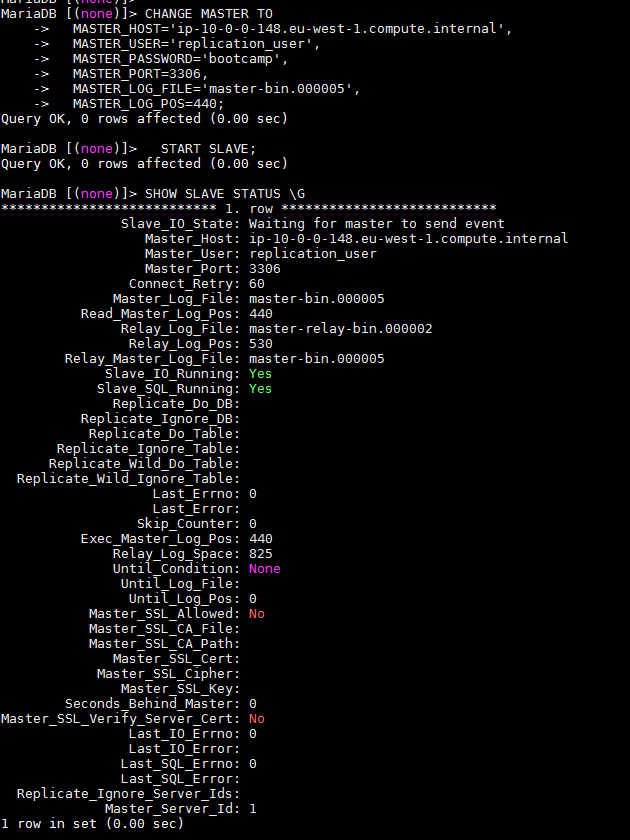 MariaDB [(none)]> CHANGE MASTER TO
    ->   MASTER_HOST='ip-10-0-0-148.eu-west-1.compute.internal',
    ->   MASTER_USER='replication_user',
    ->   MASTER_PASSWORD='bootcamp',
    ->   MASTER_PORT=3306,
    ->   MASTER_LOG_FILE='master-bin.000005',
    ->   MASTER_LOG_POS=440;
Query OK, 0 rows affected (0.00 sec)

MariaDB [(none)]>   START SLAVE;
Query OK, 0 rows affected (0.00 sec)

MariaDB [(none)]> SHOW SLAVE STATUS \G
*************************** 1. row ***************************
               Slave_IO_State: Waiting for master to send event
                  Master_Host: ip-10-0-0-148.eu-west-1.compute.internal
                  Master_User: replication_user
                  Master_Port: 3306
                Connect_Retry: 60
              Master_Log_File: master-bin.000005
          Read_Master_Log_Pos: 440
               Relay_Log_File: master-relay-bin.000002
                Relay_Log_Pos: 530
        Relay_Master_Log_File: master-bin.000005
             Slave_IO_Running: Yes
            Slave_SQL_Running: Yes
              Replicate_Do_DB:
          Replicate_Ignore_DB:
           Replicate_Do_Table:
       Replicate_Ignore_Table:
      Replicate_Wild_Do_Table:
  Replicate_Wild_Ignore_Table:
                   Last_Errno: 0
                   Last_Error:
                 Skip_Counter: 0
          Exec_Master_Log_Pos: 440
              Relay_Log_Space: 825
              Until_Condition: None
               Until_Log_File:
                Until_Log_Pos: 0
           Master_SSL_Allowed: No
           Master_SSL_CA_File:
           Master_SSL_CA_Path:
              Master_SSL_Cert:
            Master_SSL_Cipher:
               Master_SSL_Key:
        Seconds_Behind_Master: 0
Master_SSL_Verify_Server_Cert: No
                Last_IO_Errno: 0
                Last_IO_Error:
               Last_SQL_Errno: 0
               Last_SQL_Error:
  Replicate_Ignore_Server_Ids:
             Master_Server_Id: 1
1 row in set (0.00 sec)